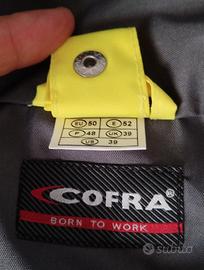 EU 50 E 52
F 48 UK 39
US 39
COFRA®
BORN TO WORK
subito